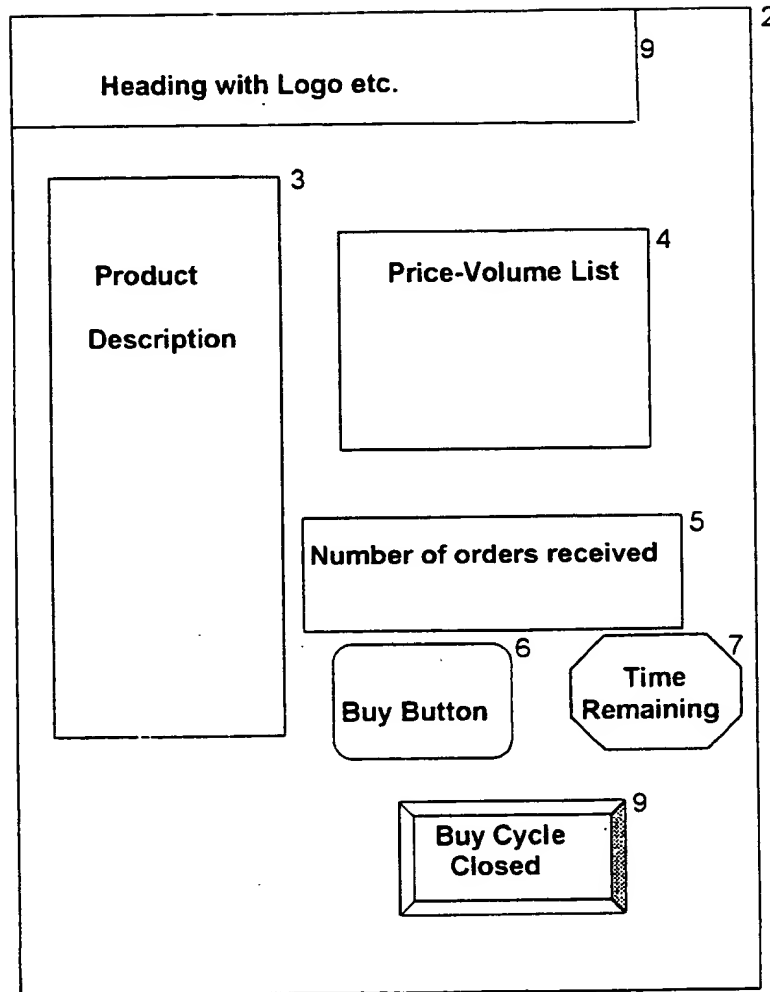 2
9
Heading with Logo etc.
3
4
Product
Price-Volume List
Description
5
Number of orders received
6
7
Time
Remaining
Buy Button
9
Buy Cycle
Closed